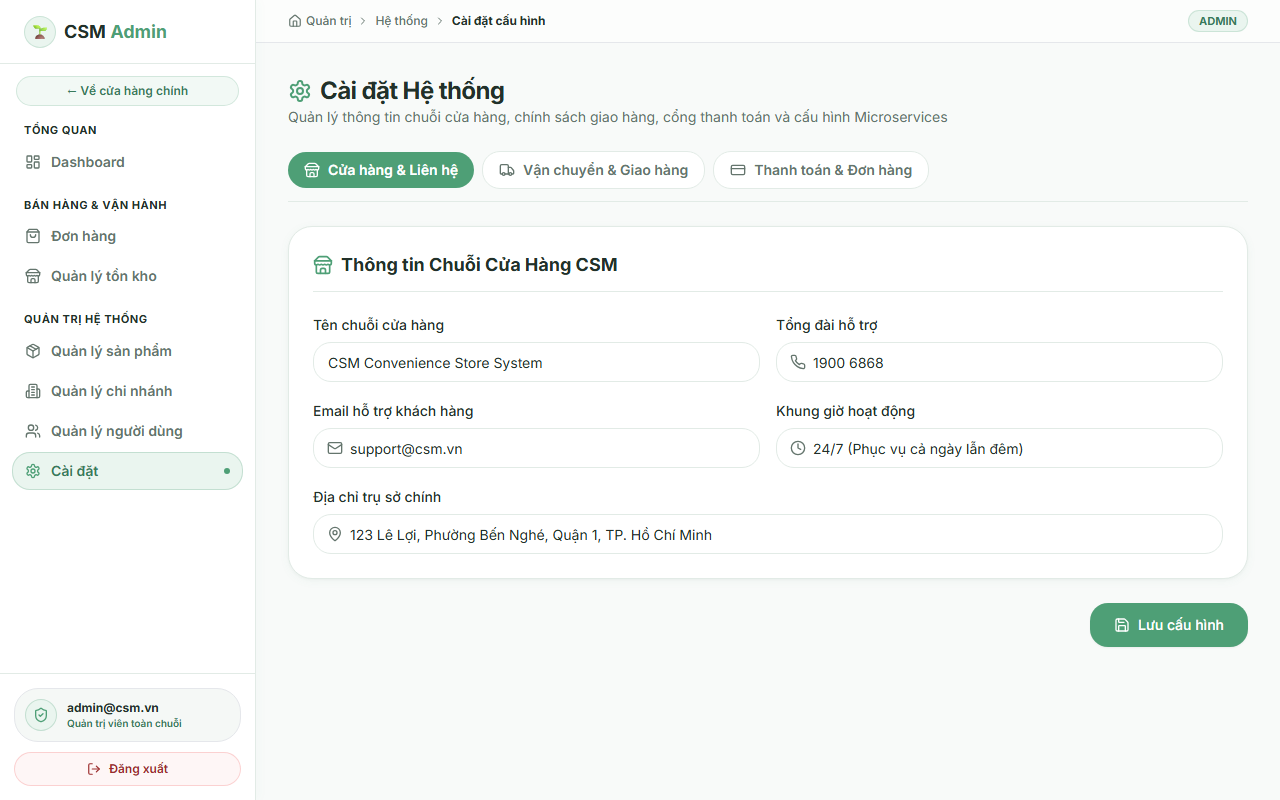 CSM Admin
← Về cửa hàng chính
TỔNG QUAN
Dashboard
BÁN HÀNG & VẬN HÀNH
Đơn hàng
Quản lý tồn kho
QUẢN TRỊ HỆ THỐNG
Quản lý sản phẩm
Quản lý chi nhánh
Quản lý người dùng
Cài đặt
admin@csm.vn
Quản trị viên toàn chuỗi
Đăng xuất
Quản trị > Hệ thống > Cài đặt cấu hình
ADMIN
Cài đặt Hệ thống
Quản lý thông tin chuỗi cửa hàng, chính sách giao hàng, cổng thanh toán và cấu hình Microservices
Cửa hàng & Liên hệ
Vận chuyển & Giao hàng
Thanh toán & Đơn hàng
Thông tin Chuỗi Cửa Hàng CSM
Tên chuỗi cửa hàng
CSM Convenience Store System
Tổng đài hỗ trợ
1900 6868
Email hỗ trợ khách hàng
support@csm.vn
Khung giờ hoạt động
24/7 (Phục vụ cả ngày lẫn đêm)
Địa chỉ trụ sở chính
123 Lê Lợi, Phường Bến Nghé, Quận 1, TP. Hồ Chí Minh
Lưu cấu hình